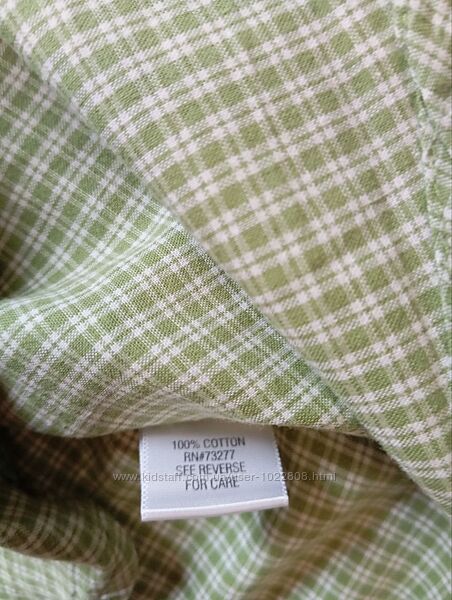 100% COTTON
RN#73277
SEE REVERSE
FOR CARE